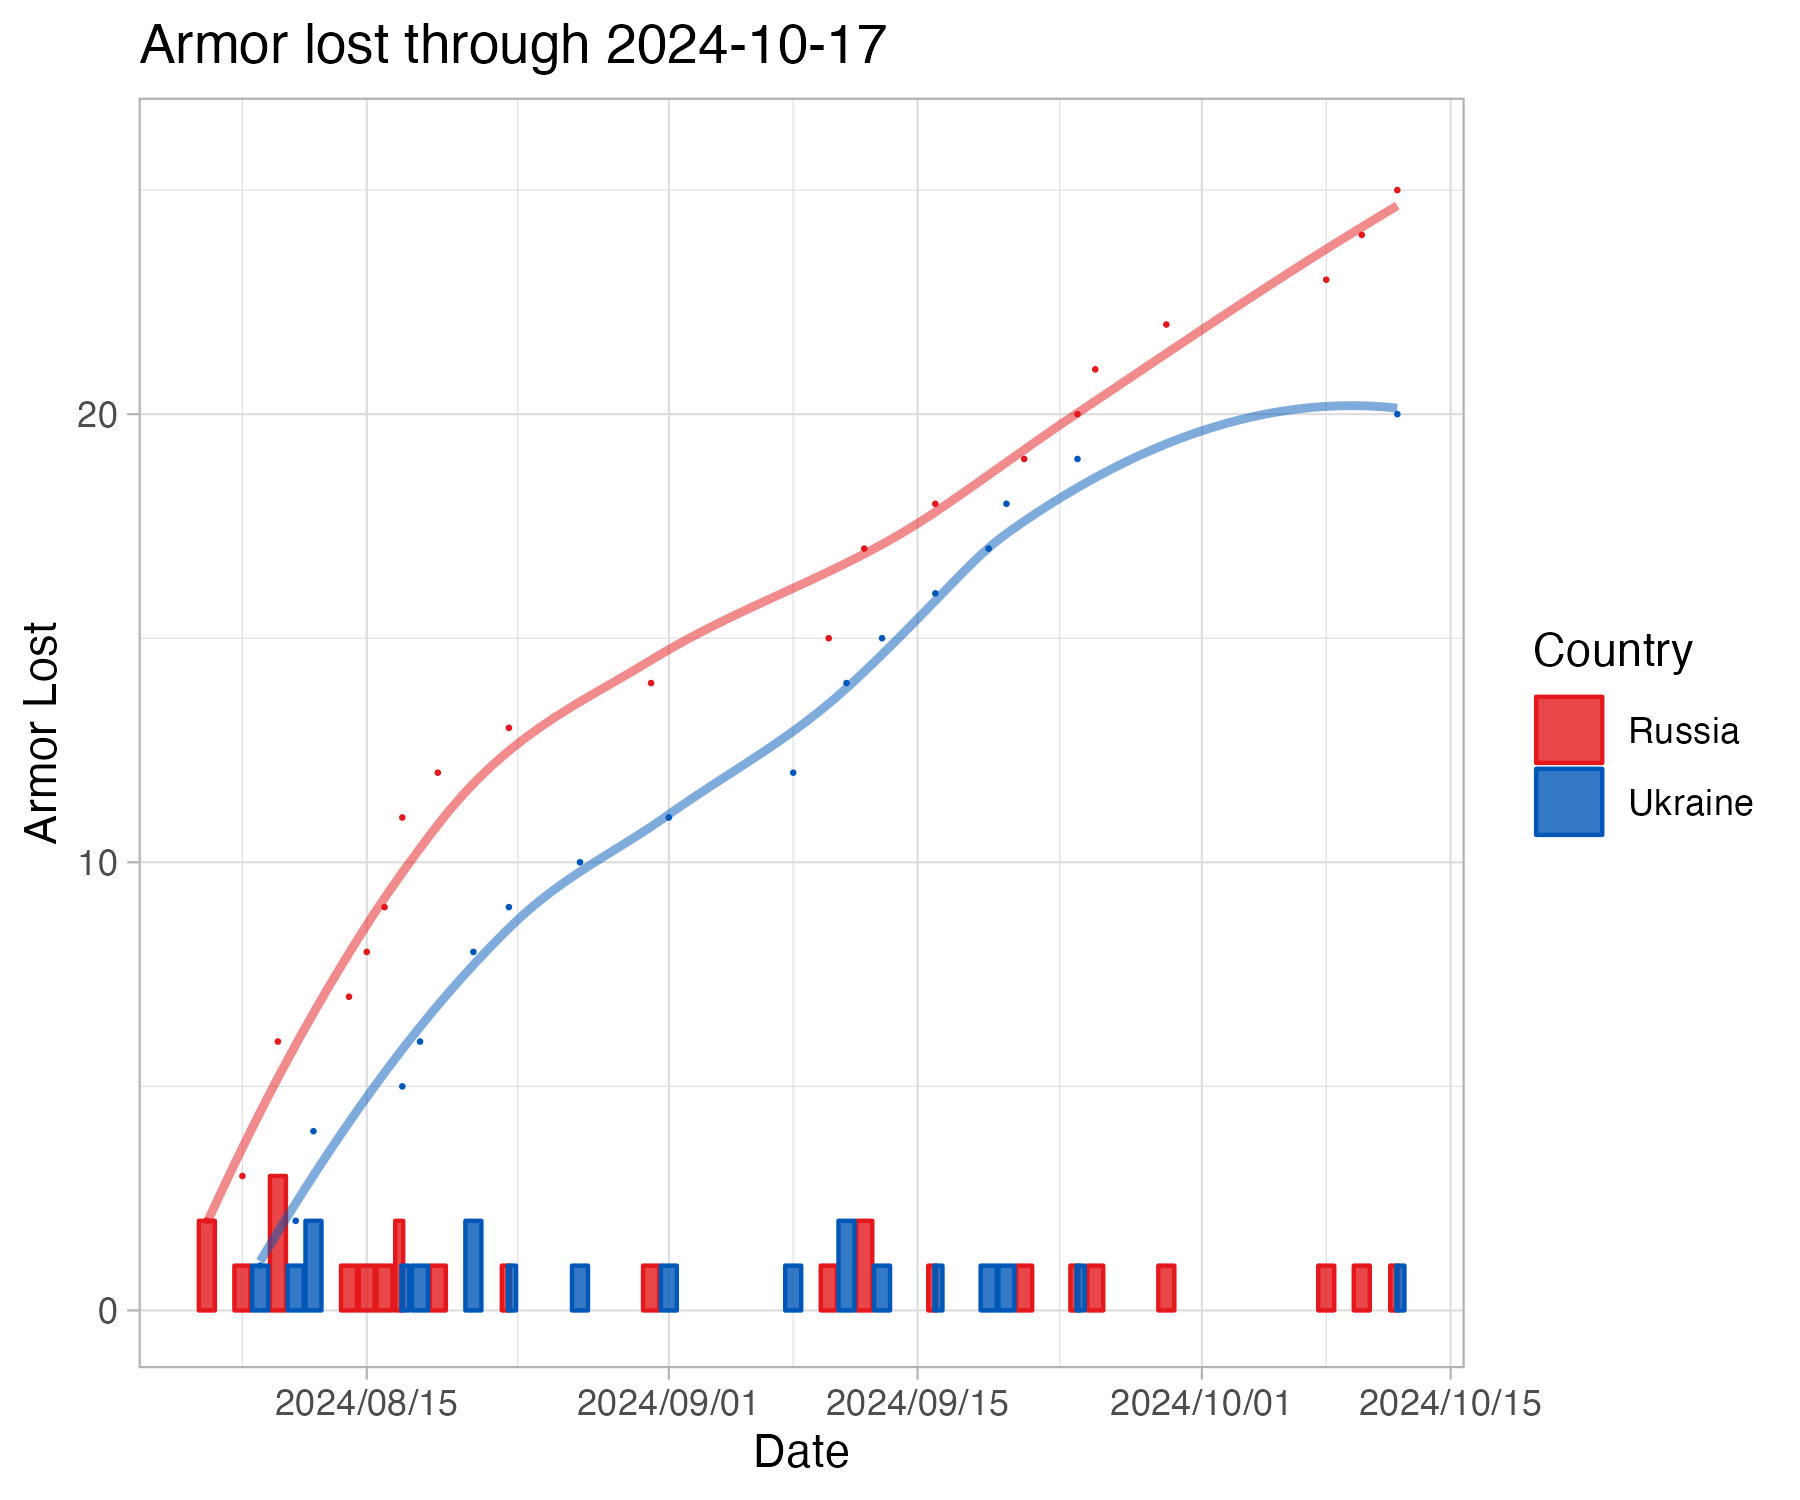 Armor lost through 2024-10-17
Armor Lost
20
10
0
2024/08/15 2024/09/01 2024/09/15 2024/10/01 2024/10/15
Date
Country
Russia
Ukraine